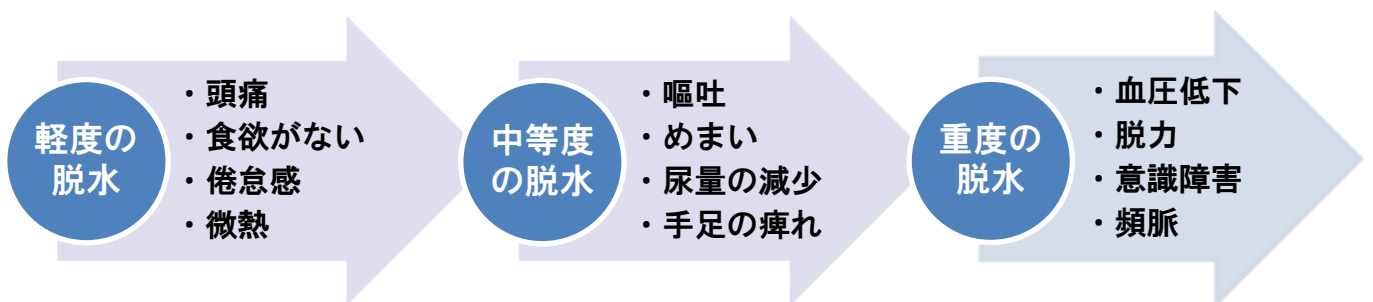 軽度の
脱水
・頭痛
・食欲がない
・倦怠感
・微熱
中等度
の脱水
・嘔吐
・めまい
・尿量の減少
・手足の痺れ
重度の
脱水
・血圧低下
・脱力
・意識障害
・頻脈